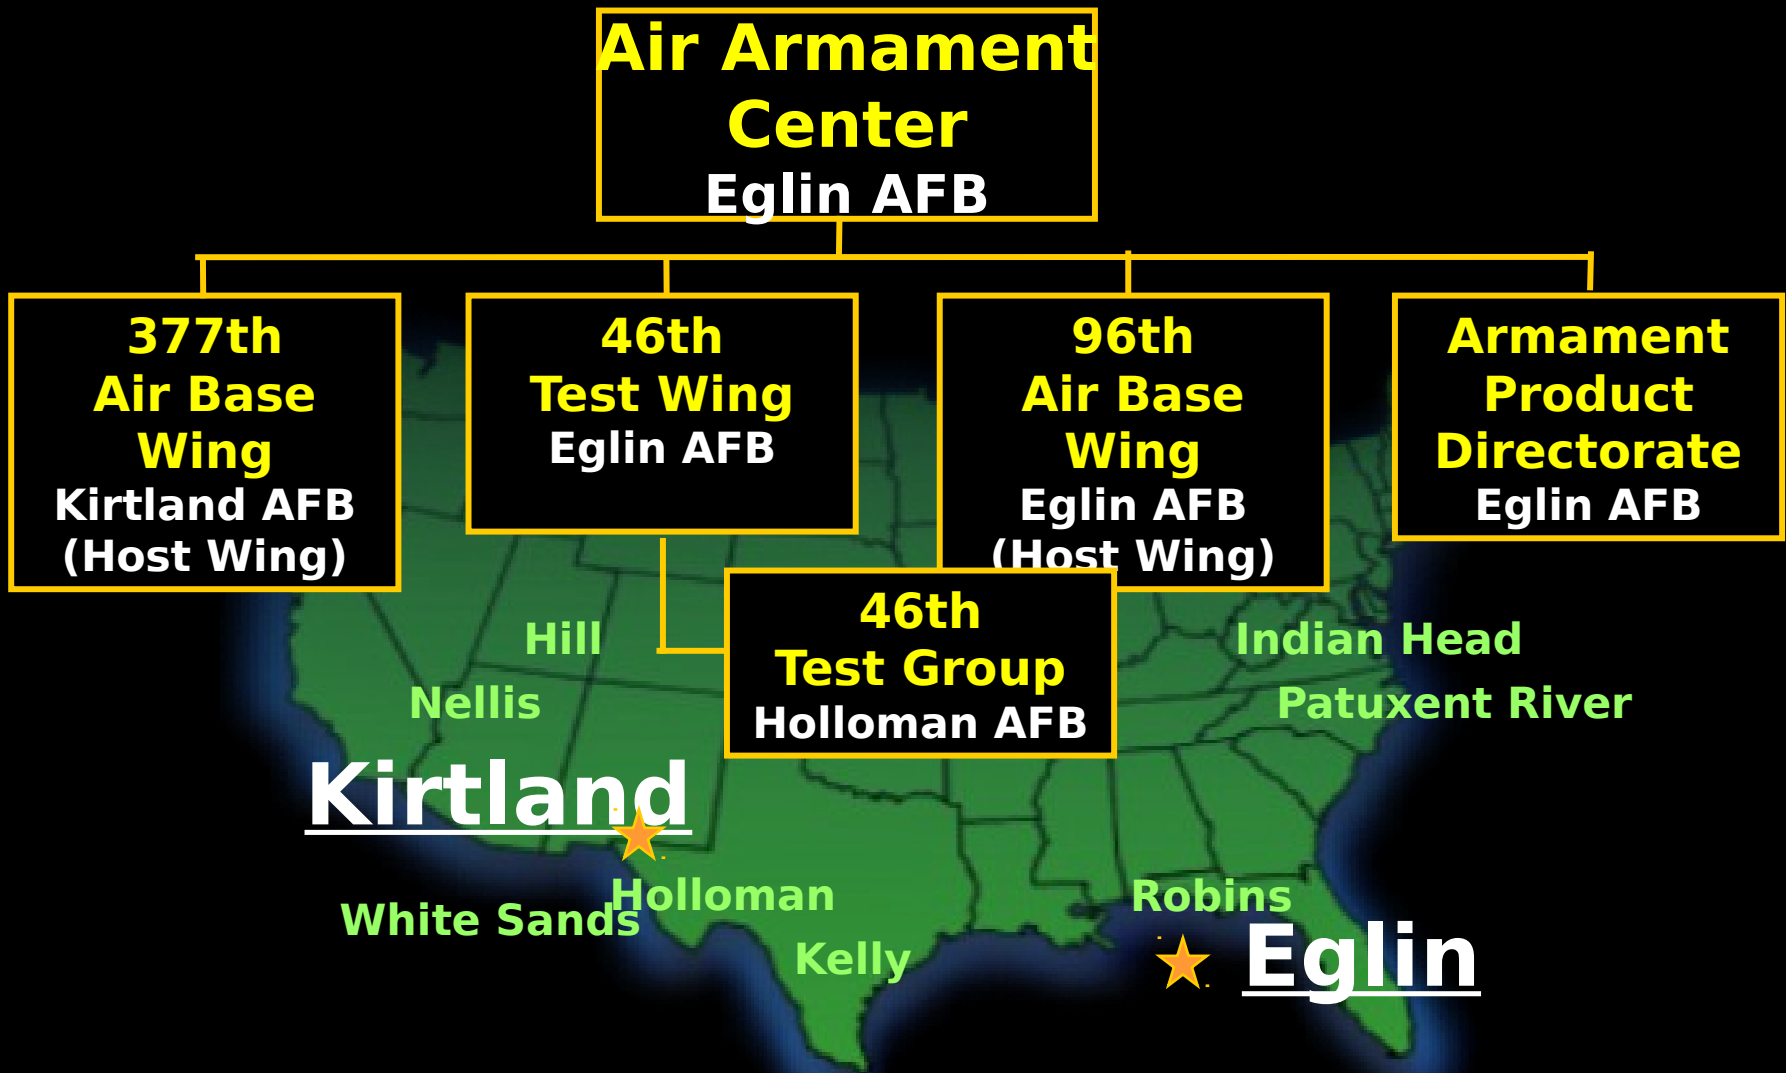 Air Armament
Center
Eglin AFB
377th
Air Base
Wing
Kirtland AFB
(Host Wing)
46th
Test Wing
Eglin AFB
96th
Air Base
Wing
Eglin AFB
(Host Wing)
Armament
Product
Directorate
Eglin AFB
46th
Test Group
Holloman AFB
Hill
Indian Head
Nellis
Patuxent River
Kirtland
Holloman
White Sands
Robins
Kelly
Eglin